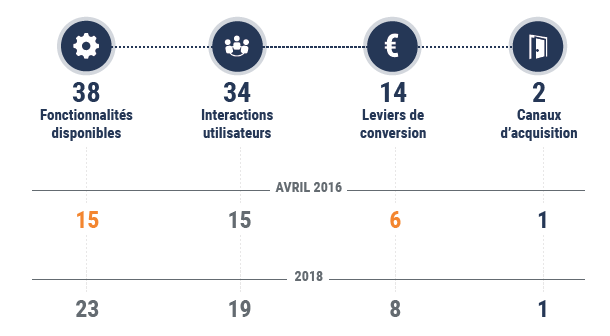 38 34 14 2
Fonctionnalités Interactions Leviers de Canaux
disponibles utilisateurs conversion d'acquisition
AVRIL 2016
15 15 6 1
2018
23 19 8 1